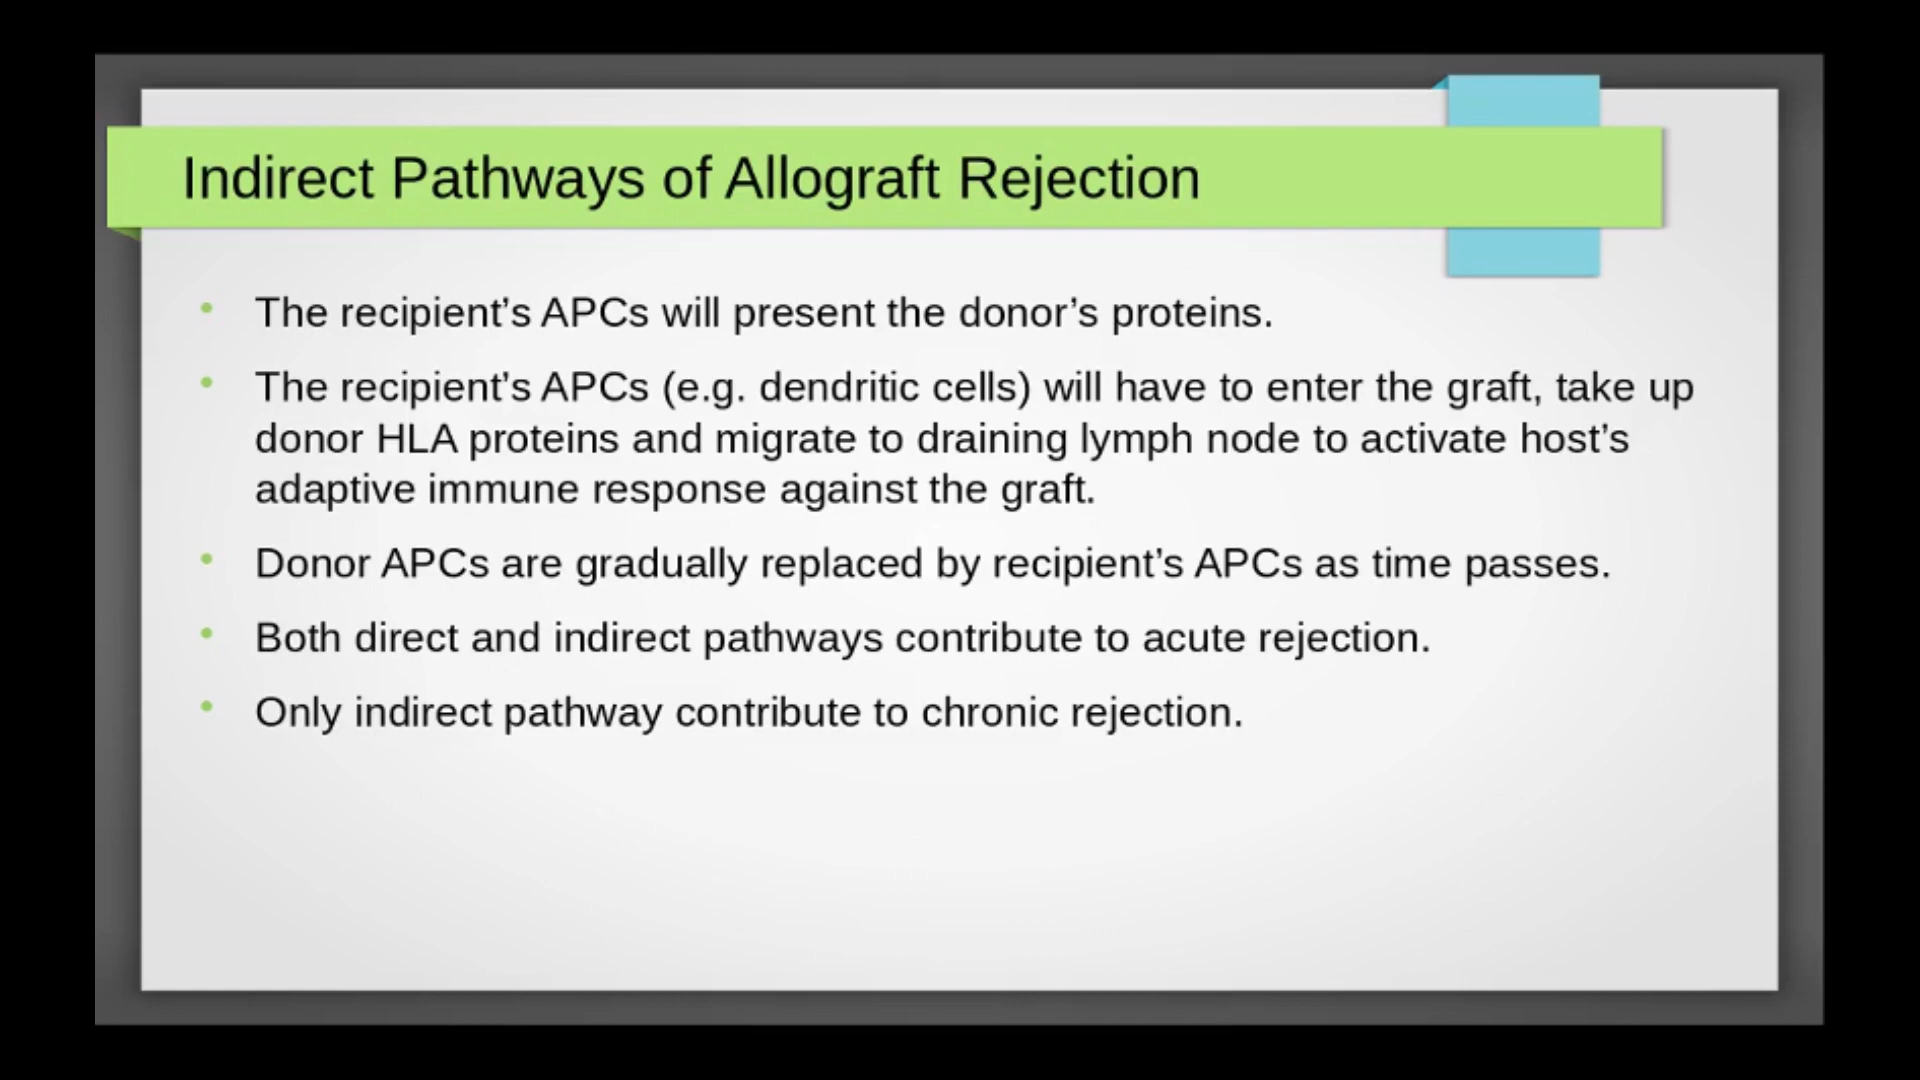 Indirect Pathways of Allograft Rejection
• The recipient’s APCs will present the donor’s proteins.
• The recipient’s APCs (e.g. dendritic cells) will have to enter the graft, take up
donor HLA proteins and migrate to draining lymph node to activate host’s
adaptive immune response against the graft.
• Donor APCs are gradually replaced by recipient’s APCs as time passes.
• Both direct and indirect pathways contribute to acute rejection.
• Only indirect pathway contribute to chronic rejection.